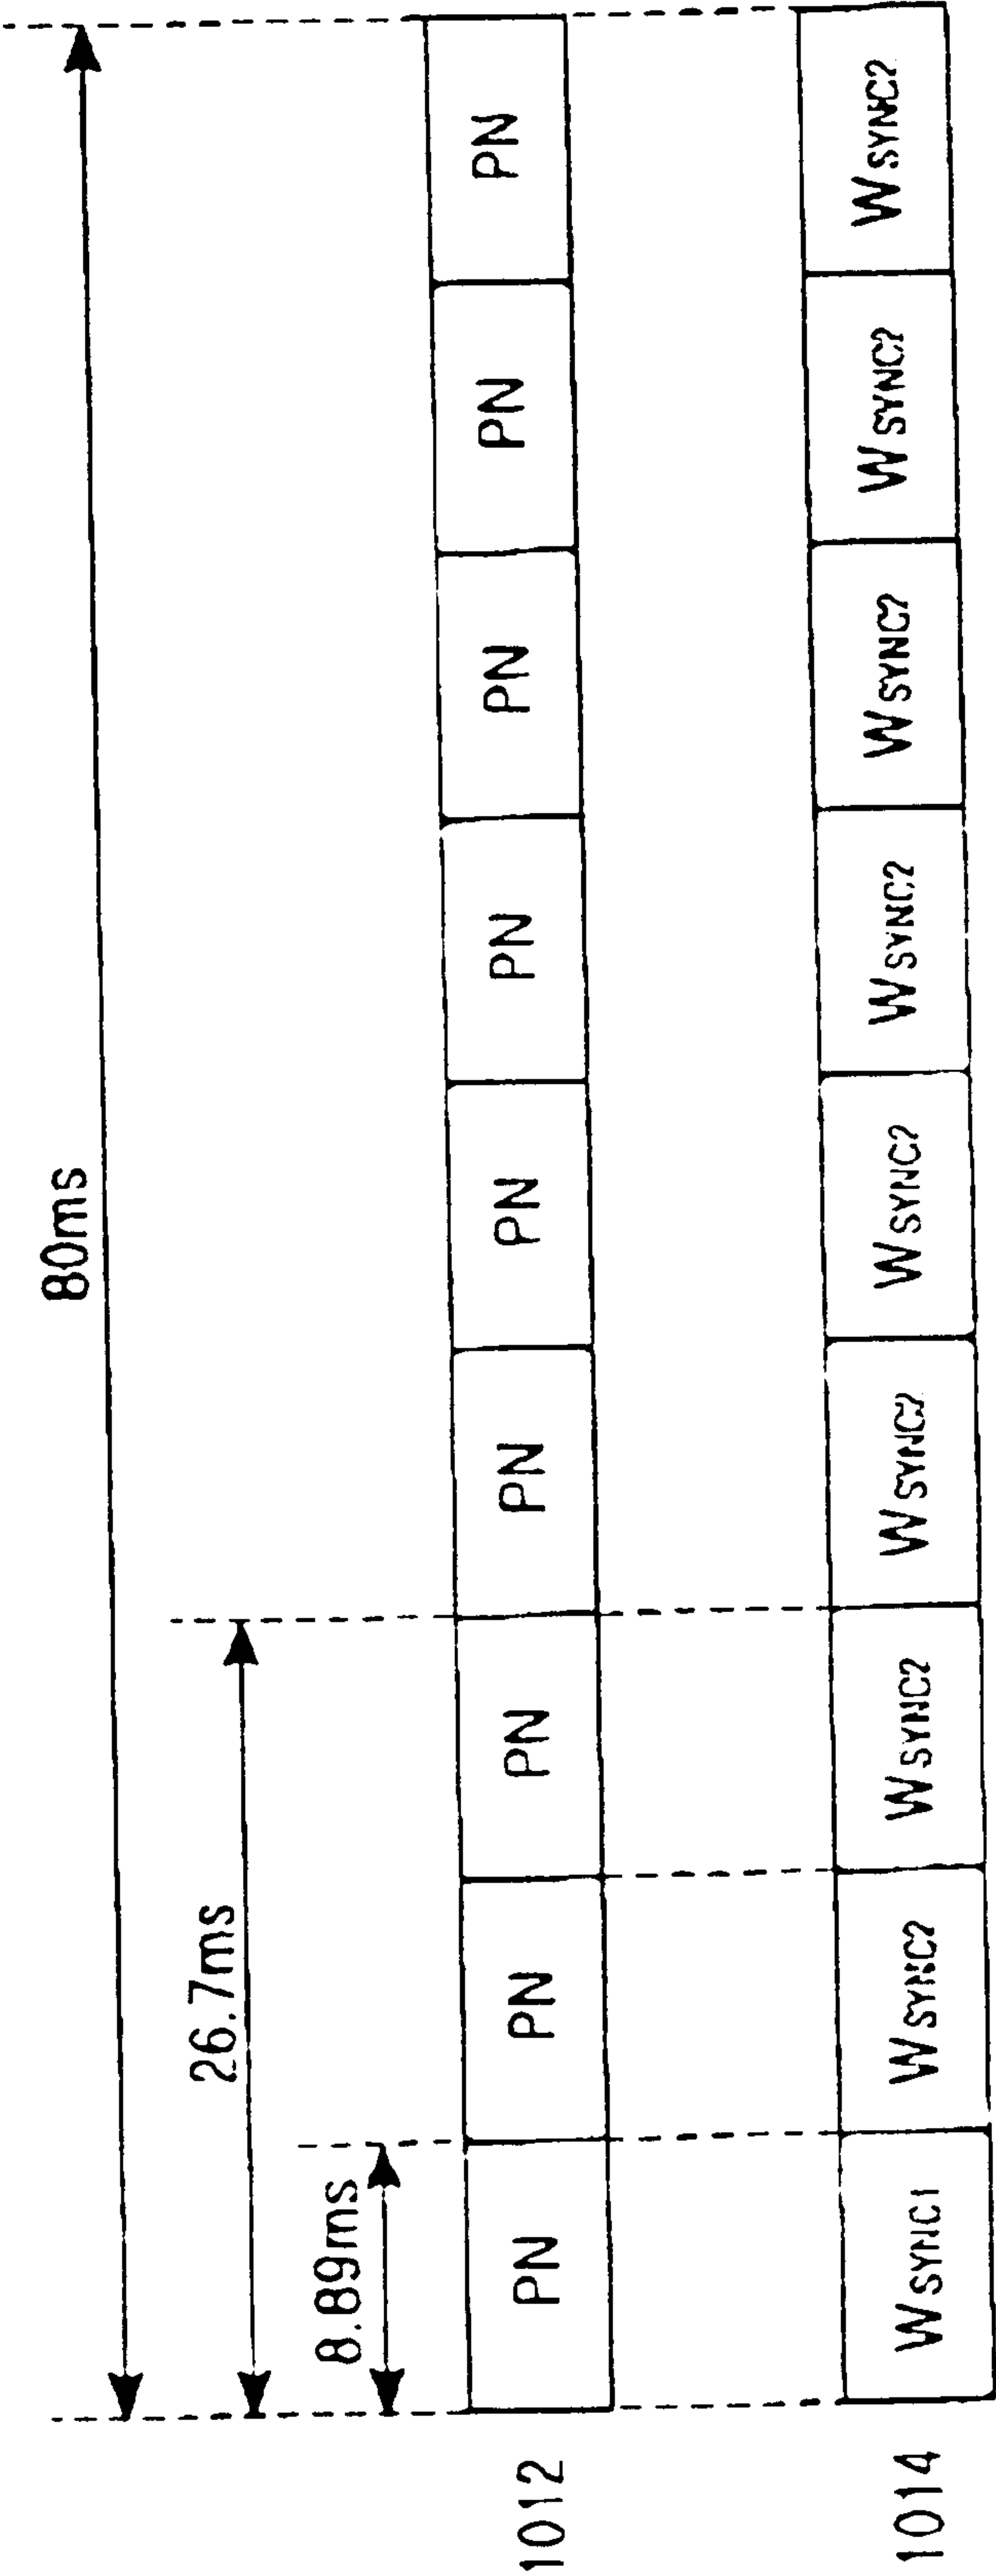 80ms
26.7ms
8.89ms
1012 PN PN PN PN PN PN PN PN PN
1014 WSYNC1 WSYNC2 WSYNC2 WSYNC2 WSYNC2 WSYNC2 WSYNC2 WSYNC2 WSYNC2